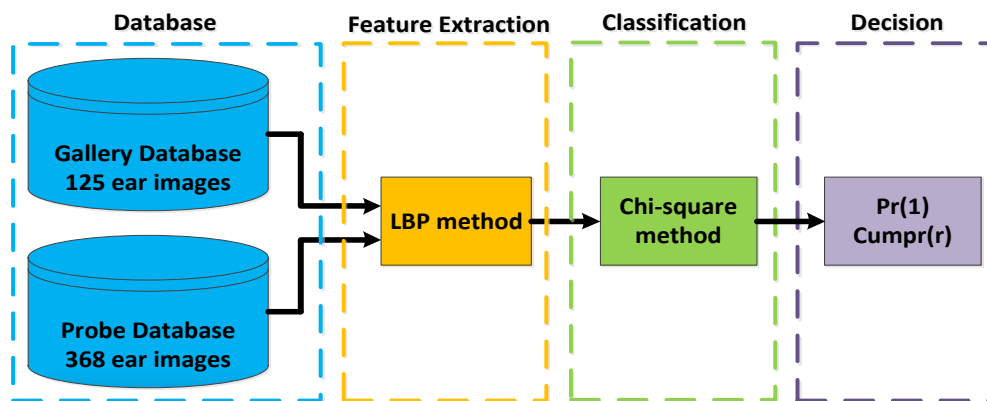 Database
Feature Extraction
Classification
Decision
Gallery Database
125 ear images
Probe Database
368 ear images
LBP method
Chi-square
method
Pr(1)
Cumpr(r)